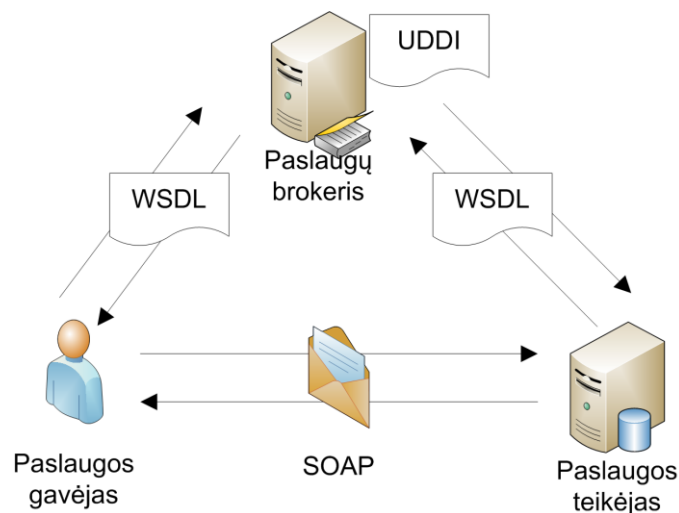 UDDI
Paslaugų
brokeris
WSDL
WSDL
SOAP
Paslaugos
gavėjas
Paslaugos
teikėjas